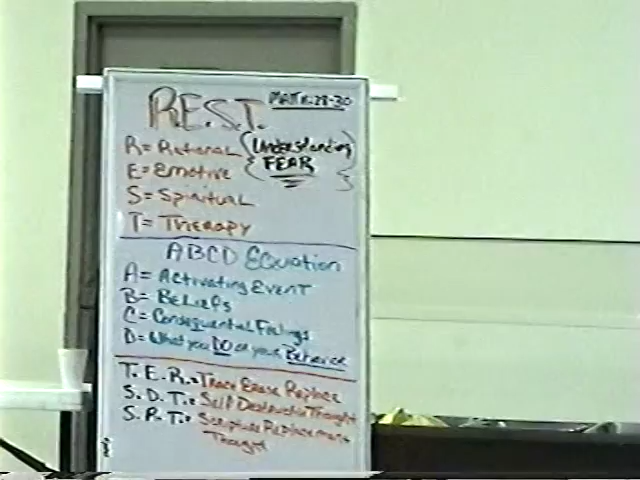 R.E.S.T. MATT. 28-30
R = Rational (Understanding
E = Emotive FEAR)
S = Spiritual
T = Therapy
ABCD Equation
A = Activating Event
B = Beliefs
C = Consequential Feelings
D = What you DO or your Behavior
T. E. R. = Trace Erase Replace
S. D. T. = Self Destructive Thought
S. R. T. = Scripture Replacement
Thought